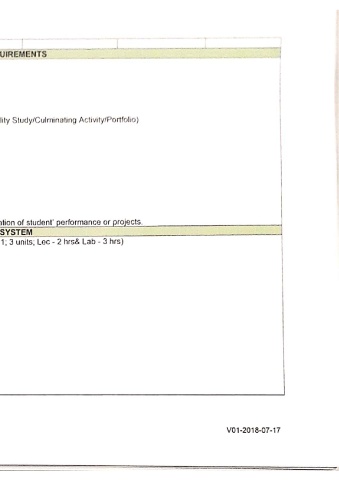 UIREMENTS
lity Study/Culminating Activity/Portfolio)
ation of student' performance or projects.
SYSTEM
1; 3 units; Lec - 2 hrs& Lab - 3 hrs)
V01-2018-07-17